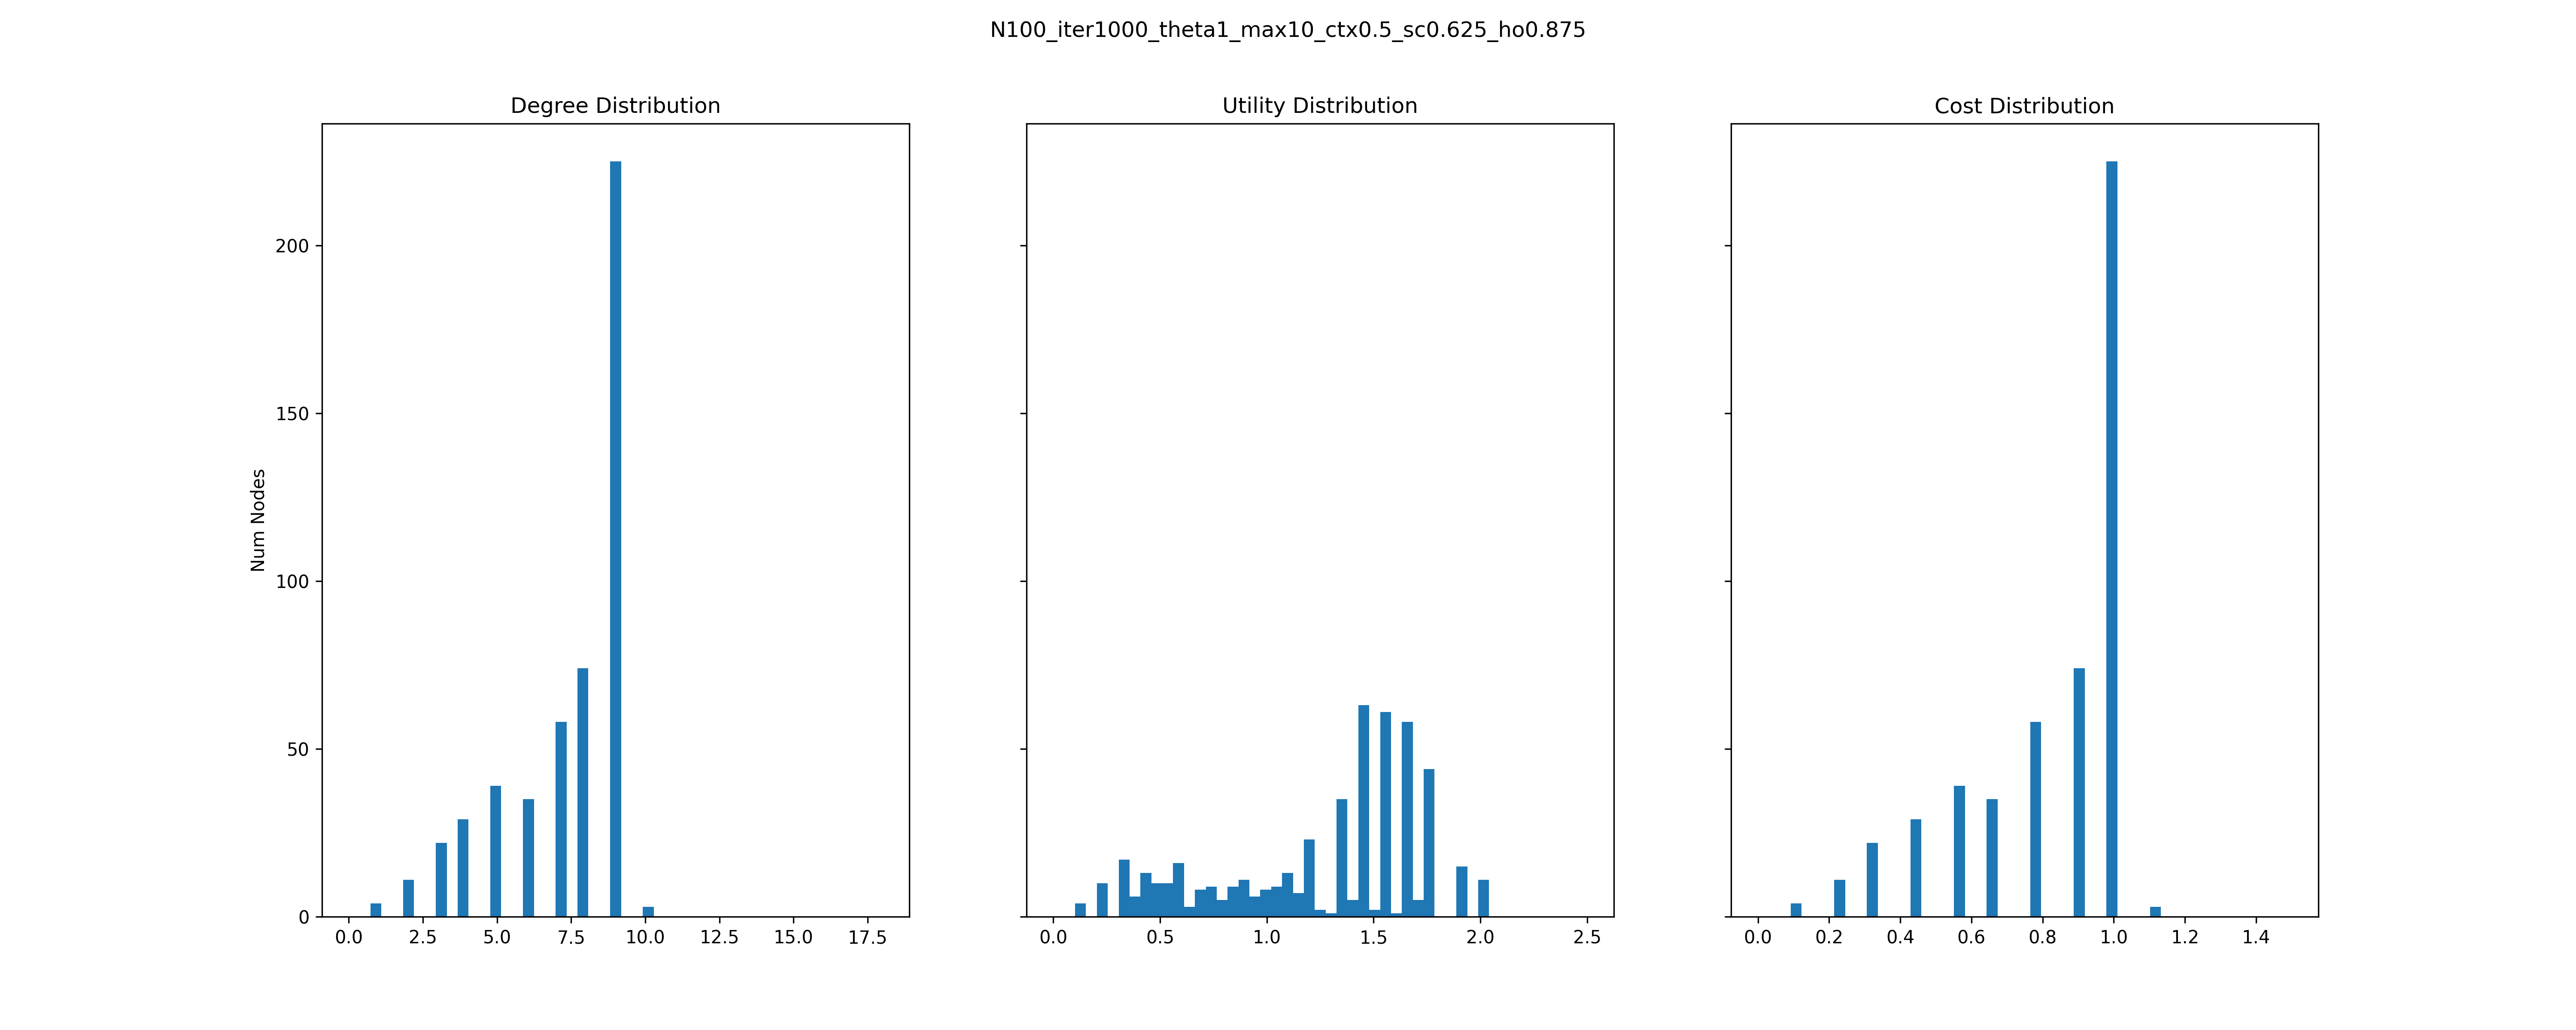 N100_iter1000_theta1_max10_ctx0.5_sc0.625_ho0.875
Degree Distribution
Utility Distribution
Cost Distribution
Num Nodes
200
150
100
50
0
0.0 2.5 5.0 7.5 10.0 12.5 15.0 17.5
0.0 0.5 1.0 1.5 2.0 2.5
0.0 0.2 0.4 0.6 0.8 1.0 1.2 1.4